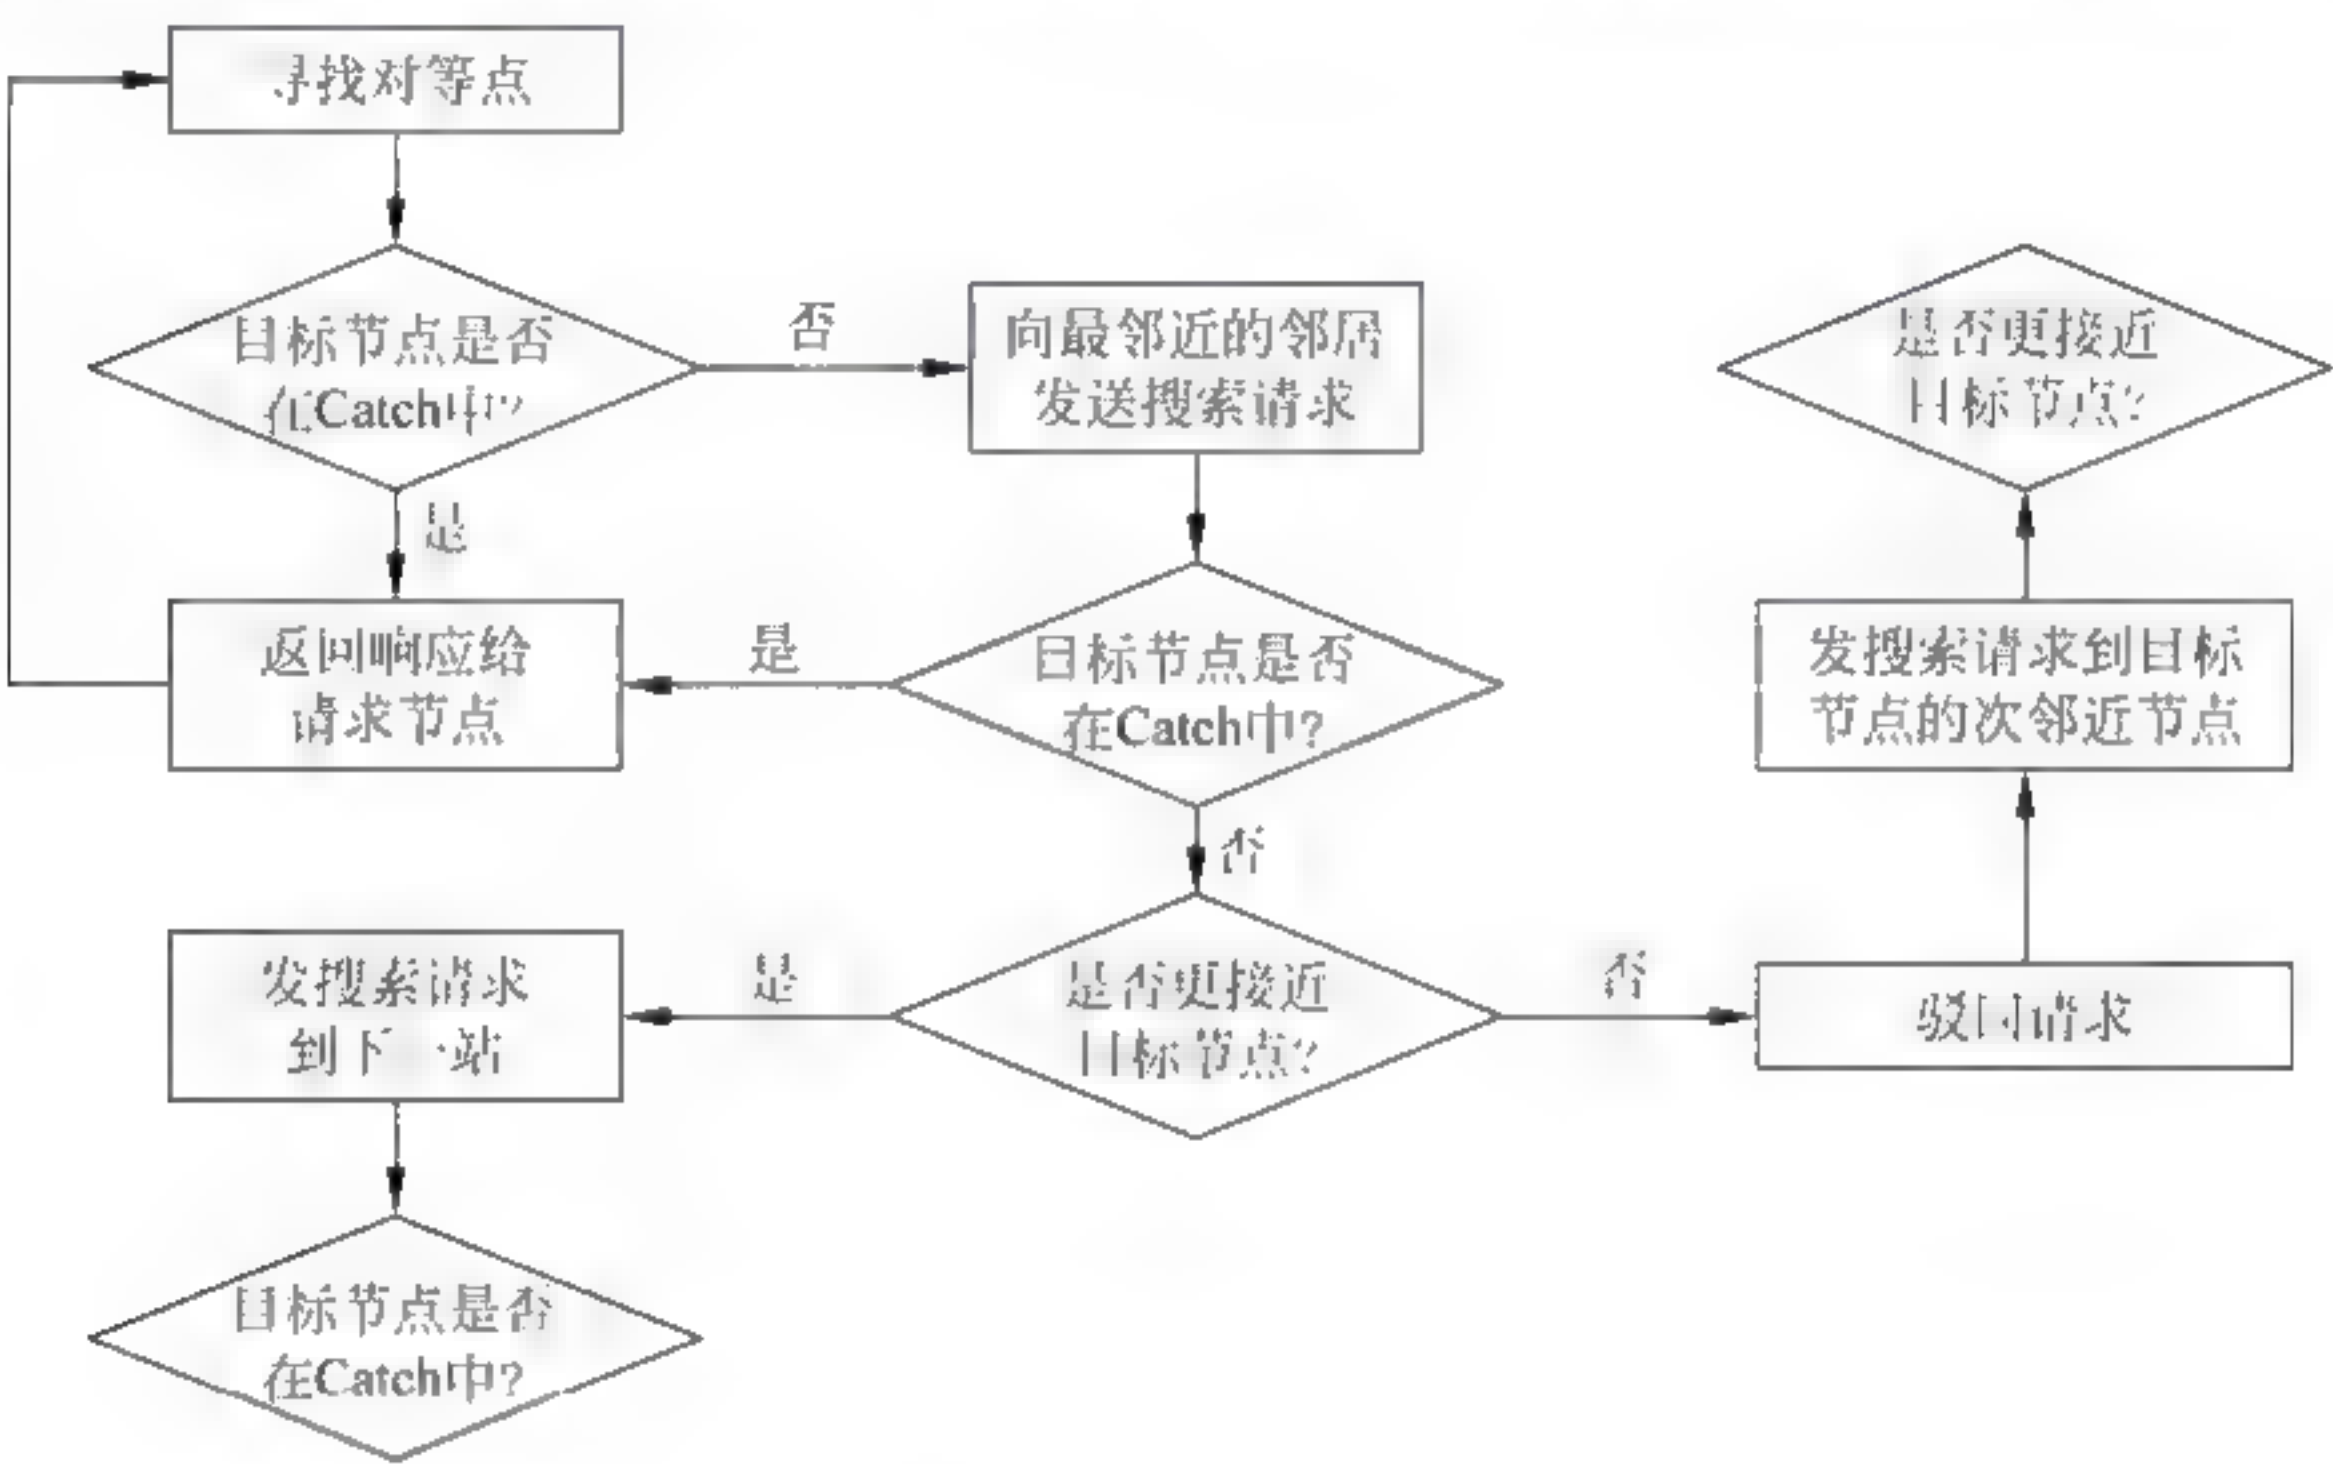 寻找对等点
目标节点是否
在Catch中?
否
向最邻近的邻居
发送搜索请求
是否更接近
目标节点?
是
返回响应给
请求节点
是
目标节点是否
在Catch中?
发搜索请求到目标
节点的次邻近节点
否
发搜索请求
到下一站
是
是否更接近
目标节点?
否
驳回请求
目标节点是否
在Catch中?